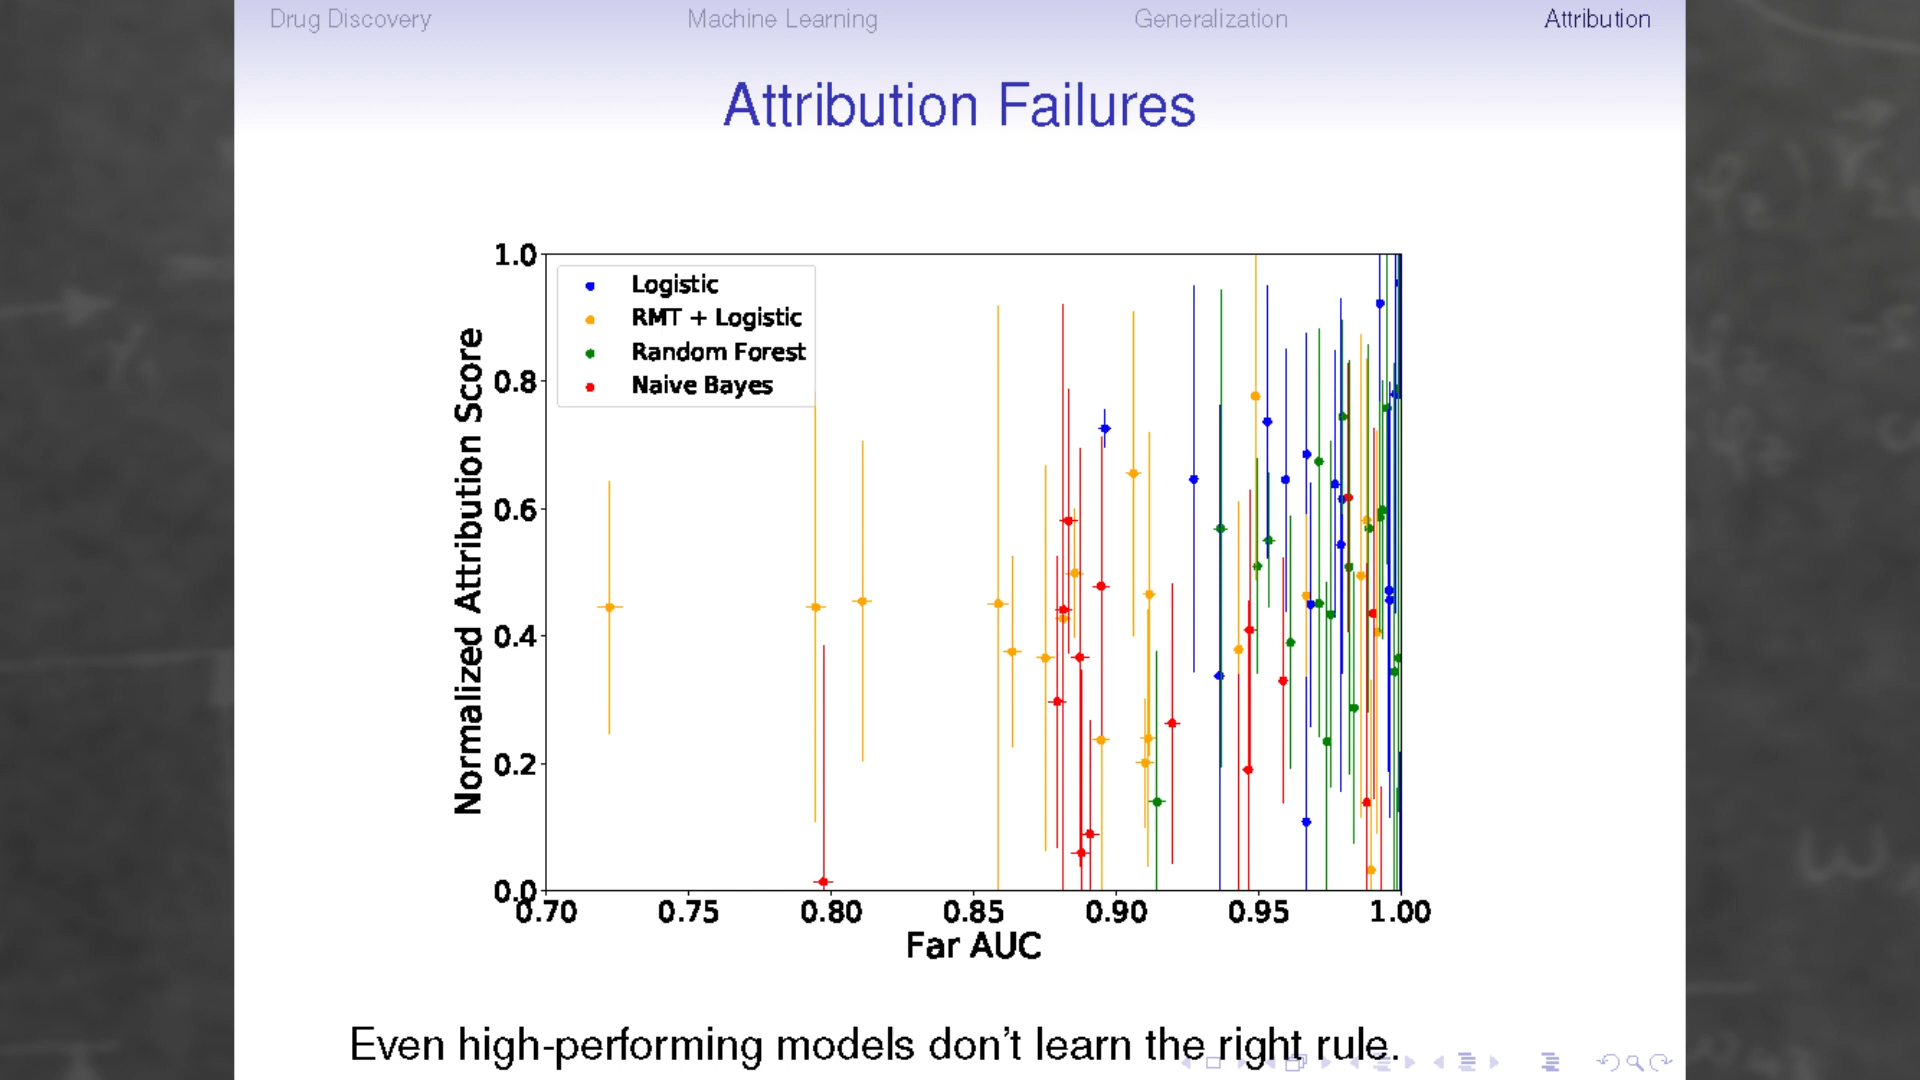 Drug Discovery Machine Learning Generalization Attribution
Attribution Failures
1.0
0.8
0.6
0.4
0.2
0.0
Normalized Attribution Score
Logistic
RMT + Logistic
Random Forest
Naive Bayes
0.70 0.75 0.80 0.85 0.90 0.95 1.00
Far AUC
Even high-performing models don't learn the right rule.